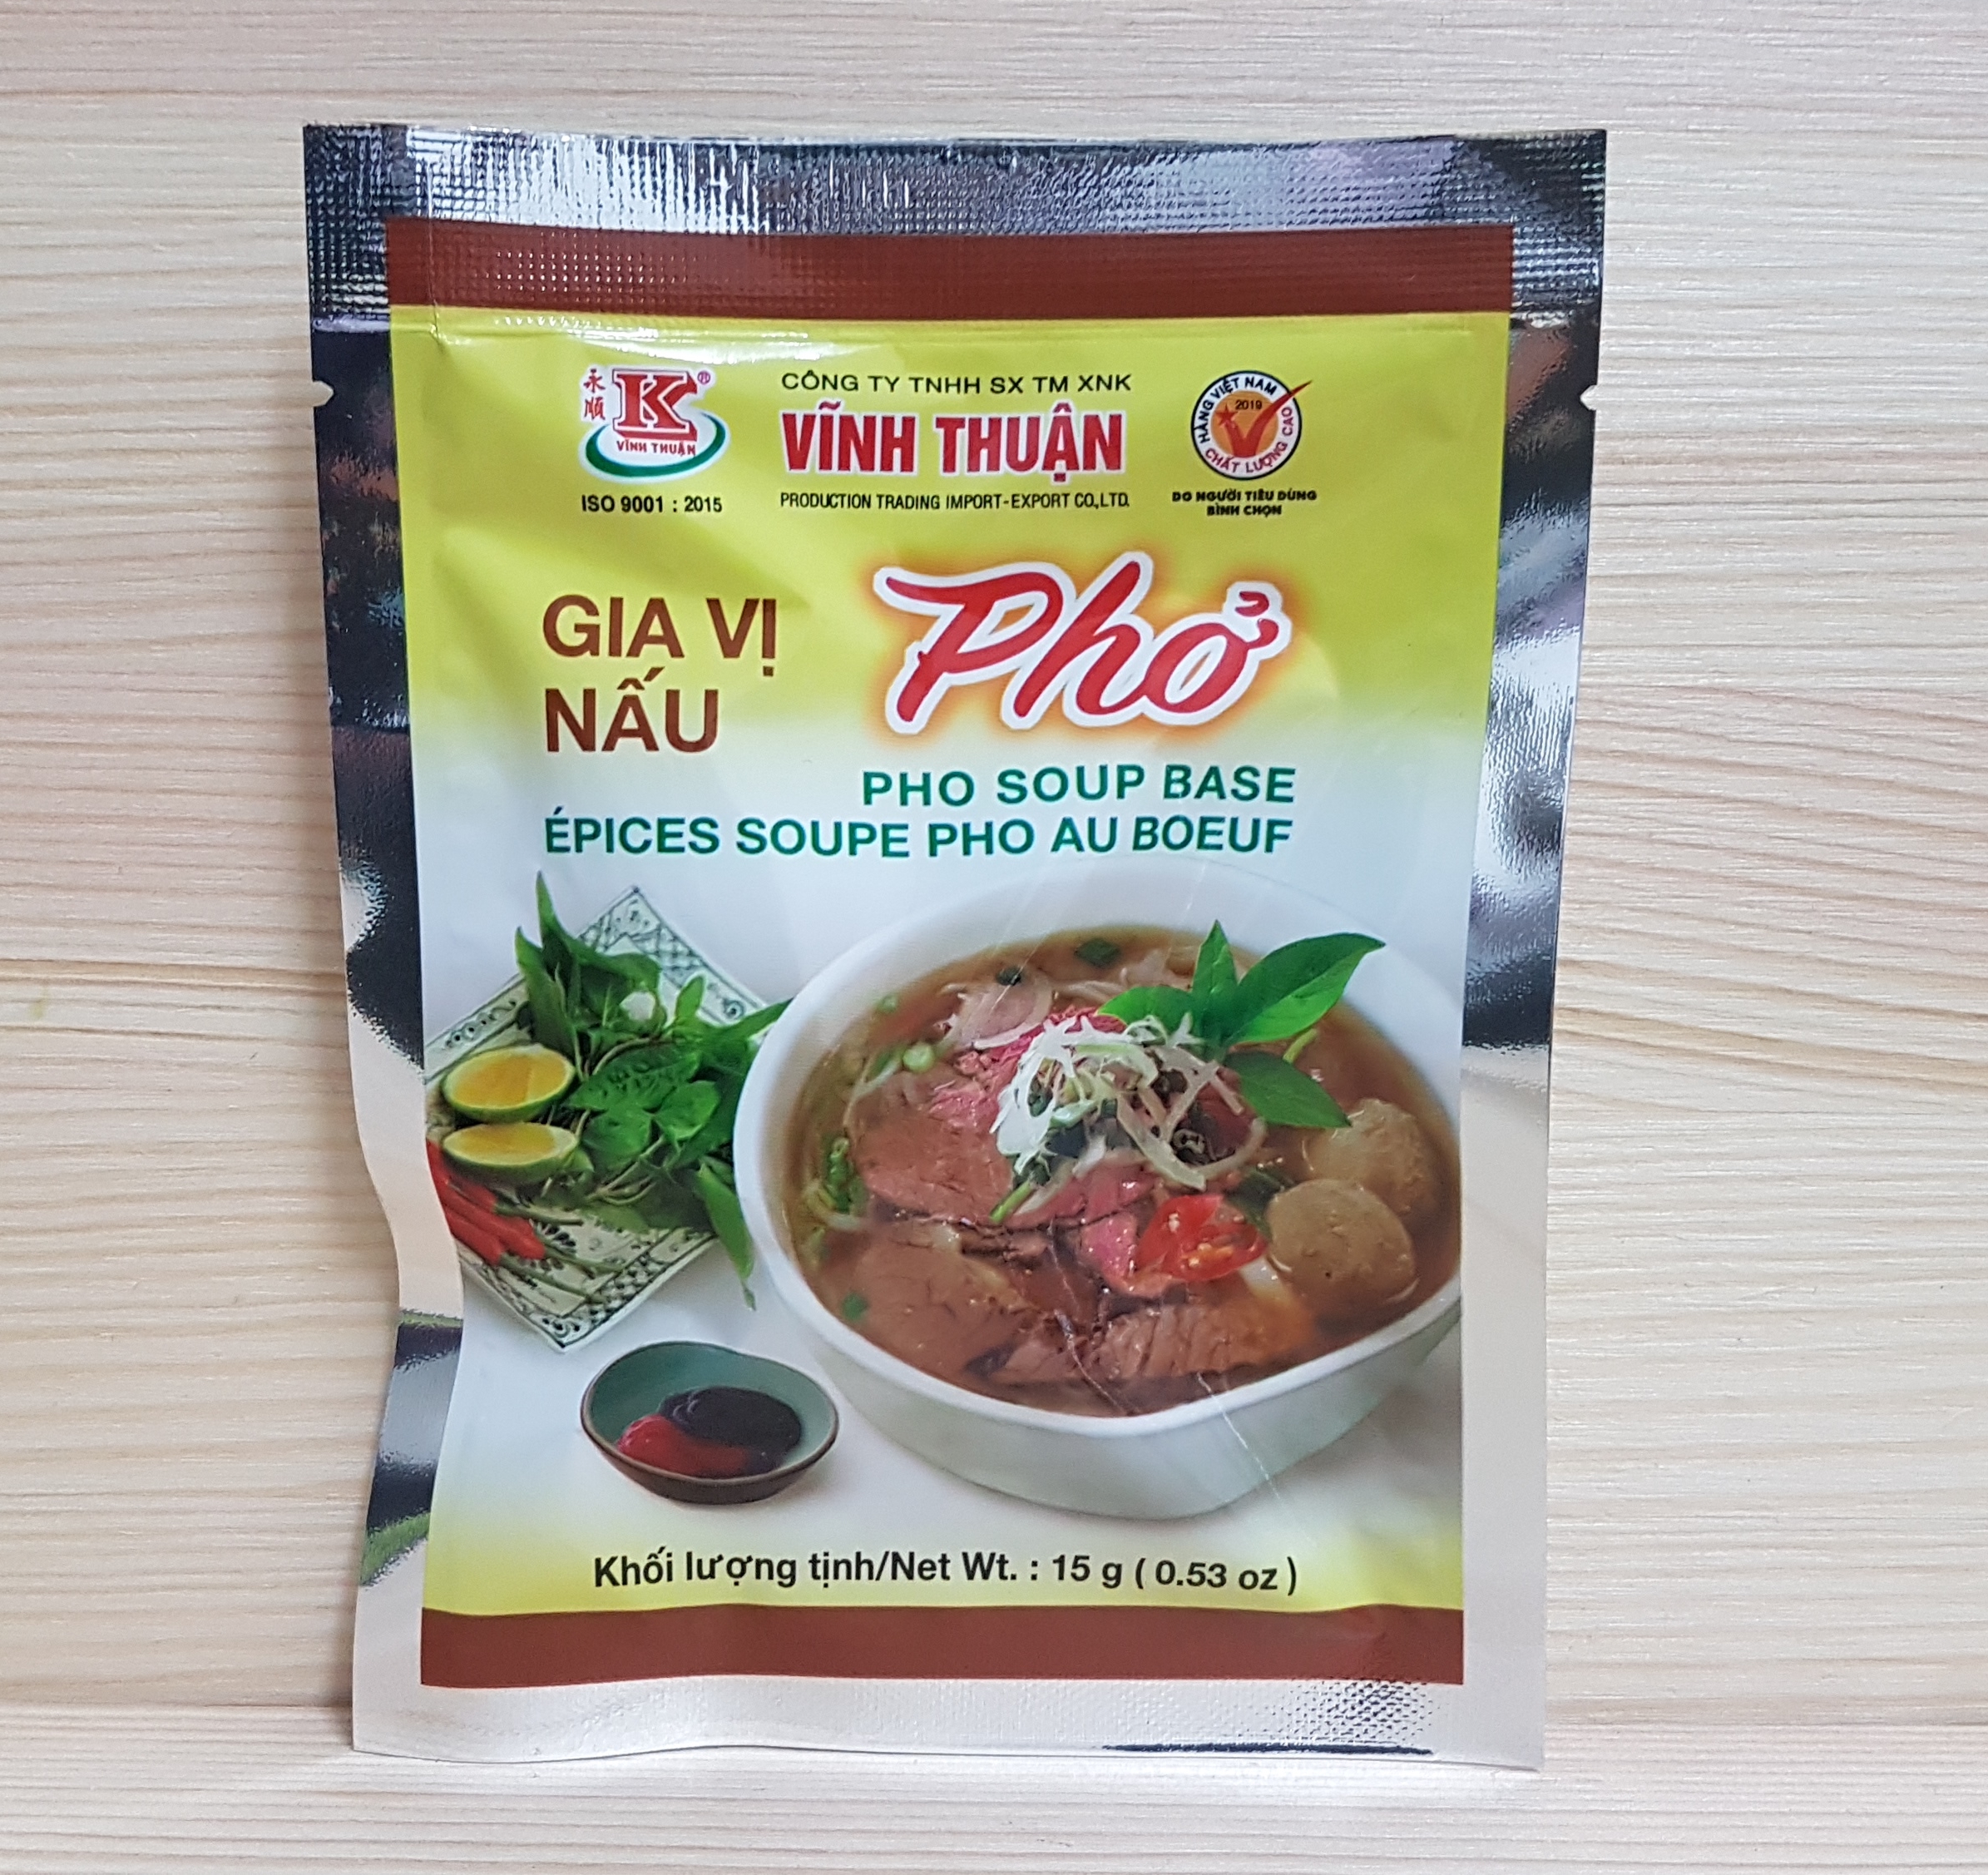 永順
K®
VĨNH THUẬN
ISO 9001 : 2015
CÔNG TY TNHH SX TM XNK
VĨNH THUẬN
PRODUCTION TRADING IMPORT-EXPORT CO.,LTD.
HÀNG VIỆT NAM
2019
CHẤT LƯỢNG CAO
DO NGƯỜI TIÊU DÙNG
BÌNH CHỌN
GIA VỊ
NẤU
Phở
PHO SOUP BASE
ÉPICES SOUPE PHO AU BOEUF
Khối lượng tịnh/Net Wt. : 15 g ( 0.53 oz )